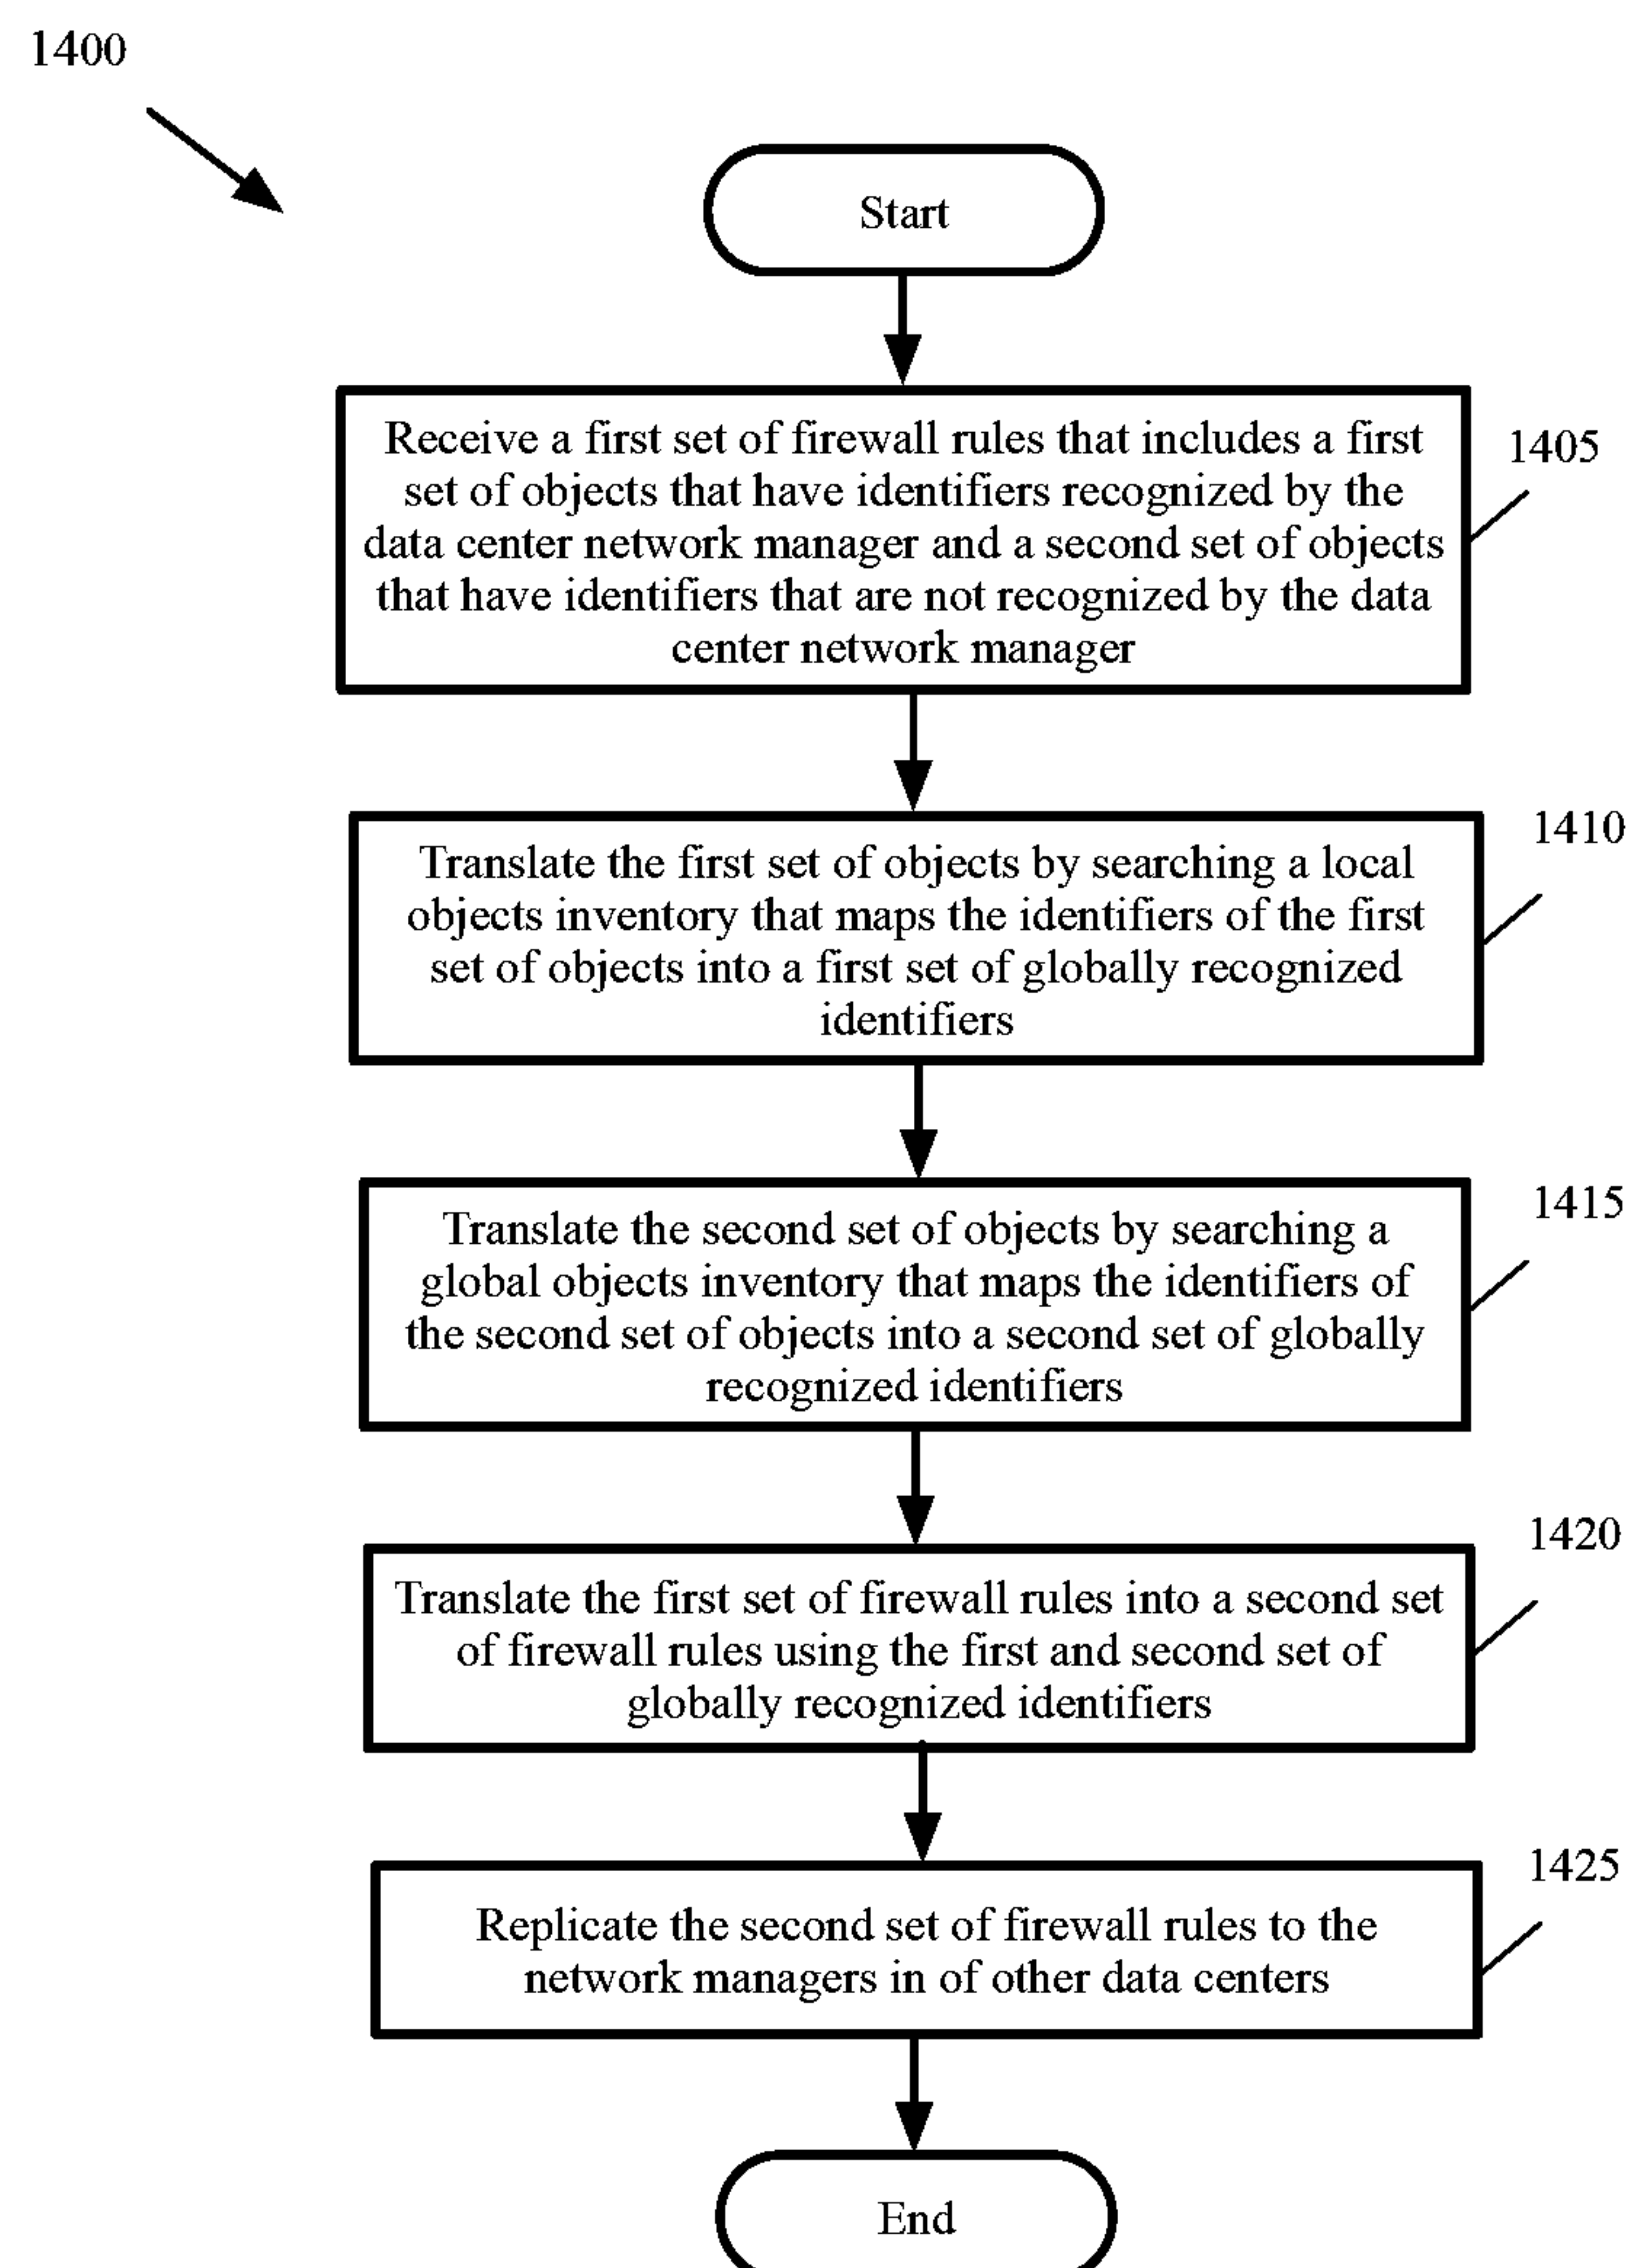 1400
Start
Receive a first set of firewall rules that includes a first
set of objects that have identifiers recognized by the
data center network manager and a second set of objects
that have identifiers that are not recognized by the data
center network manager
1405
Translate the first set of objects by searching a local
objects inventory that maps the identifiers of the first
set of objects into a first set of globally recognized
identifiers
1410
Translate the second set of objects by searching a
global objects inventory that maps the identifiers of
the second set of objects into a second set of globally
recognized identifiers
1415
Translate the first set of firewall rules into a second set
of firewall rules using the first and second set of
globally recognized identifiers
1420
Replicate the second set of firewall rules to the
network managers in of other data centers
1425
End